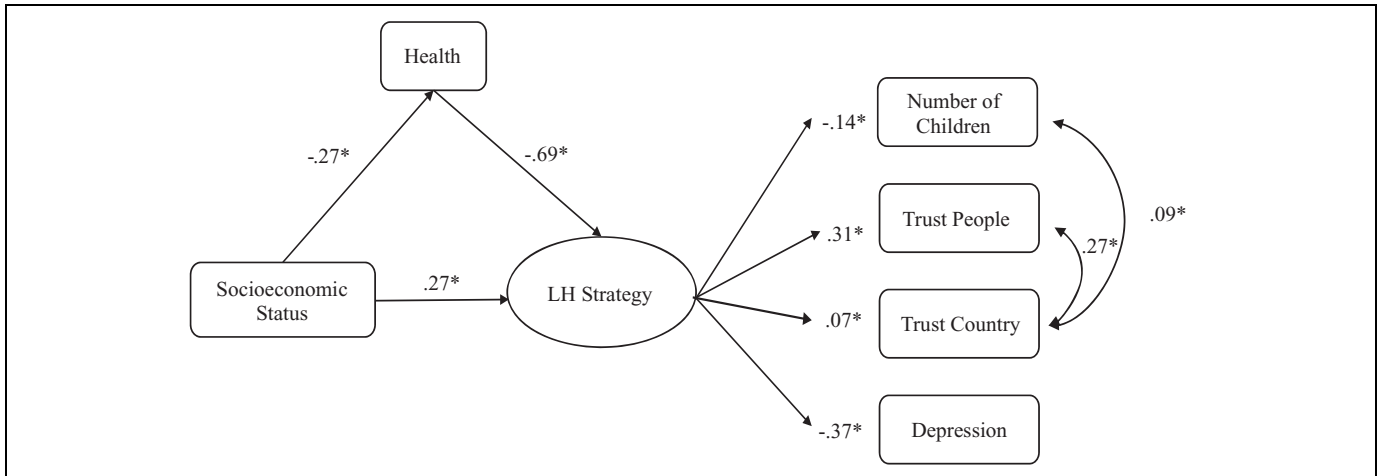 Health
Number of
Children
-.14*
-.27*
-.69*
Trust People
.09*
.31*
.27*
Socioeconomic
Status
.27*
LH Strategy
.07*
Trust Country
-.37*
Depression